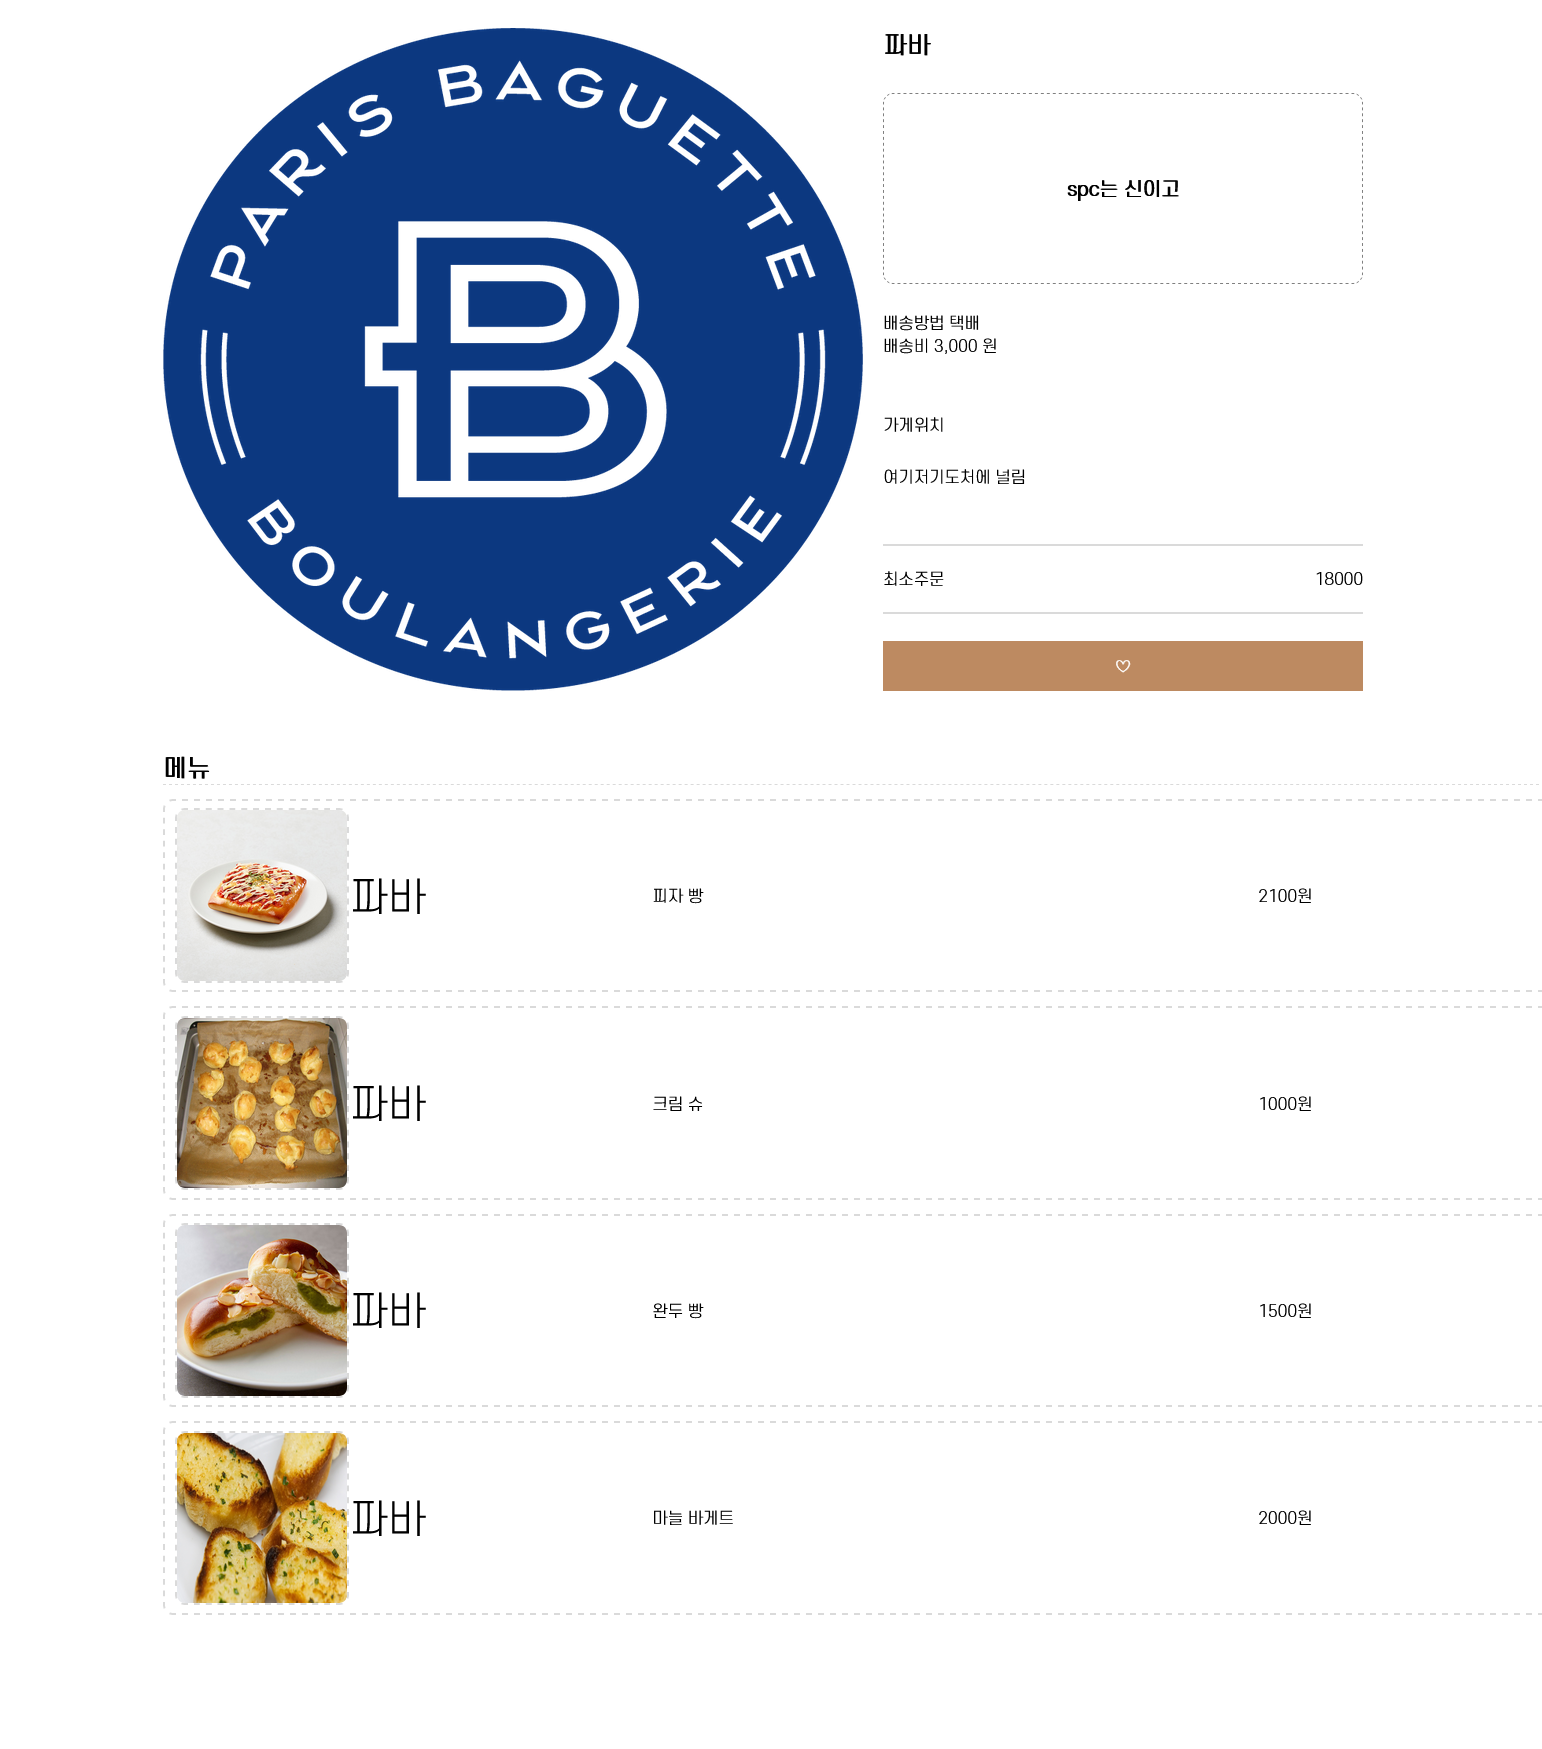 PARIS BAGUETTE
B
BOULANGERIE
파바
spc는 신이고
배송방법 택배
배송비 3,000 원
가게위치
여기저기도처에 널림
최소주문 18000
메뉴
파바 피자 빵 2100원
파바 크림 슈 1000원
파바 완두 빵 1500원
파바 마늘 바게트 2000원